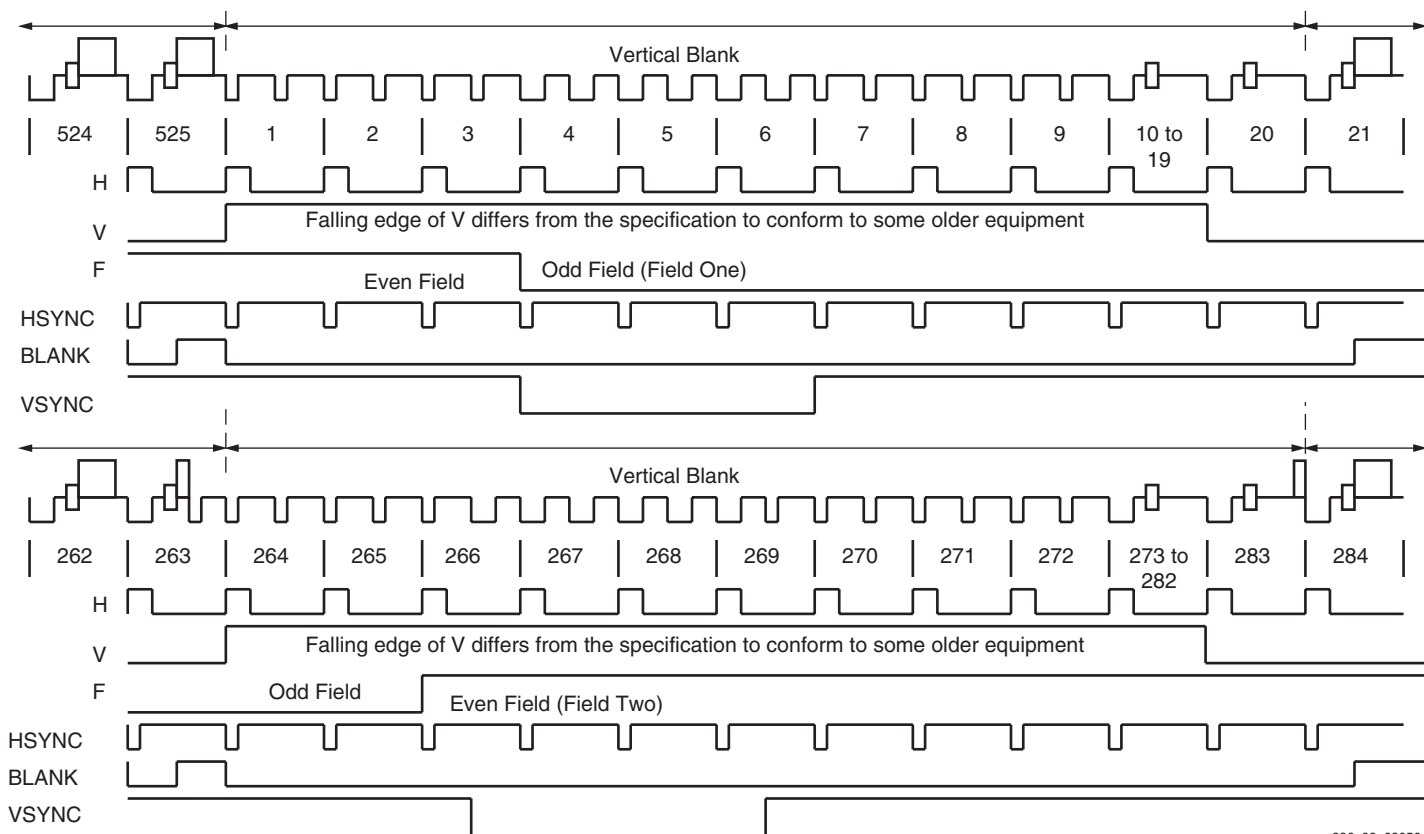 Vertical Blank
524 525 1 2 3 4 5 6 7 8 9 10 to 19 20 21
H
V Falling edge of V differs from the specification to conform to some older equipment
F Even Field Odd Field (Field One)
HSYNC
BLANK
VSYNC
Vertical Blank
262 263 264 265 266 267 268 269 270 271 272 273 to 282 283 284
H
V Falling edge of V differs from the specification to conform to some older equipment
F Odd Field Even Field (Field Two)
HSYNC
BLANK
VSYNC